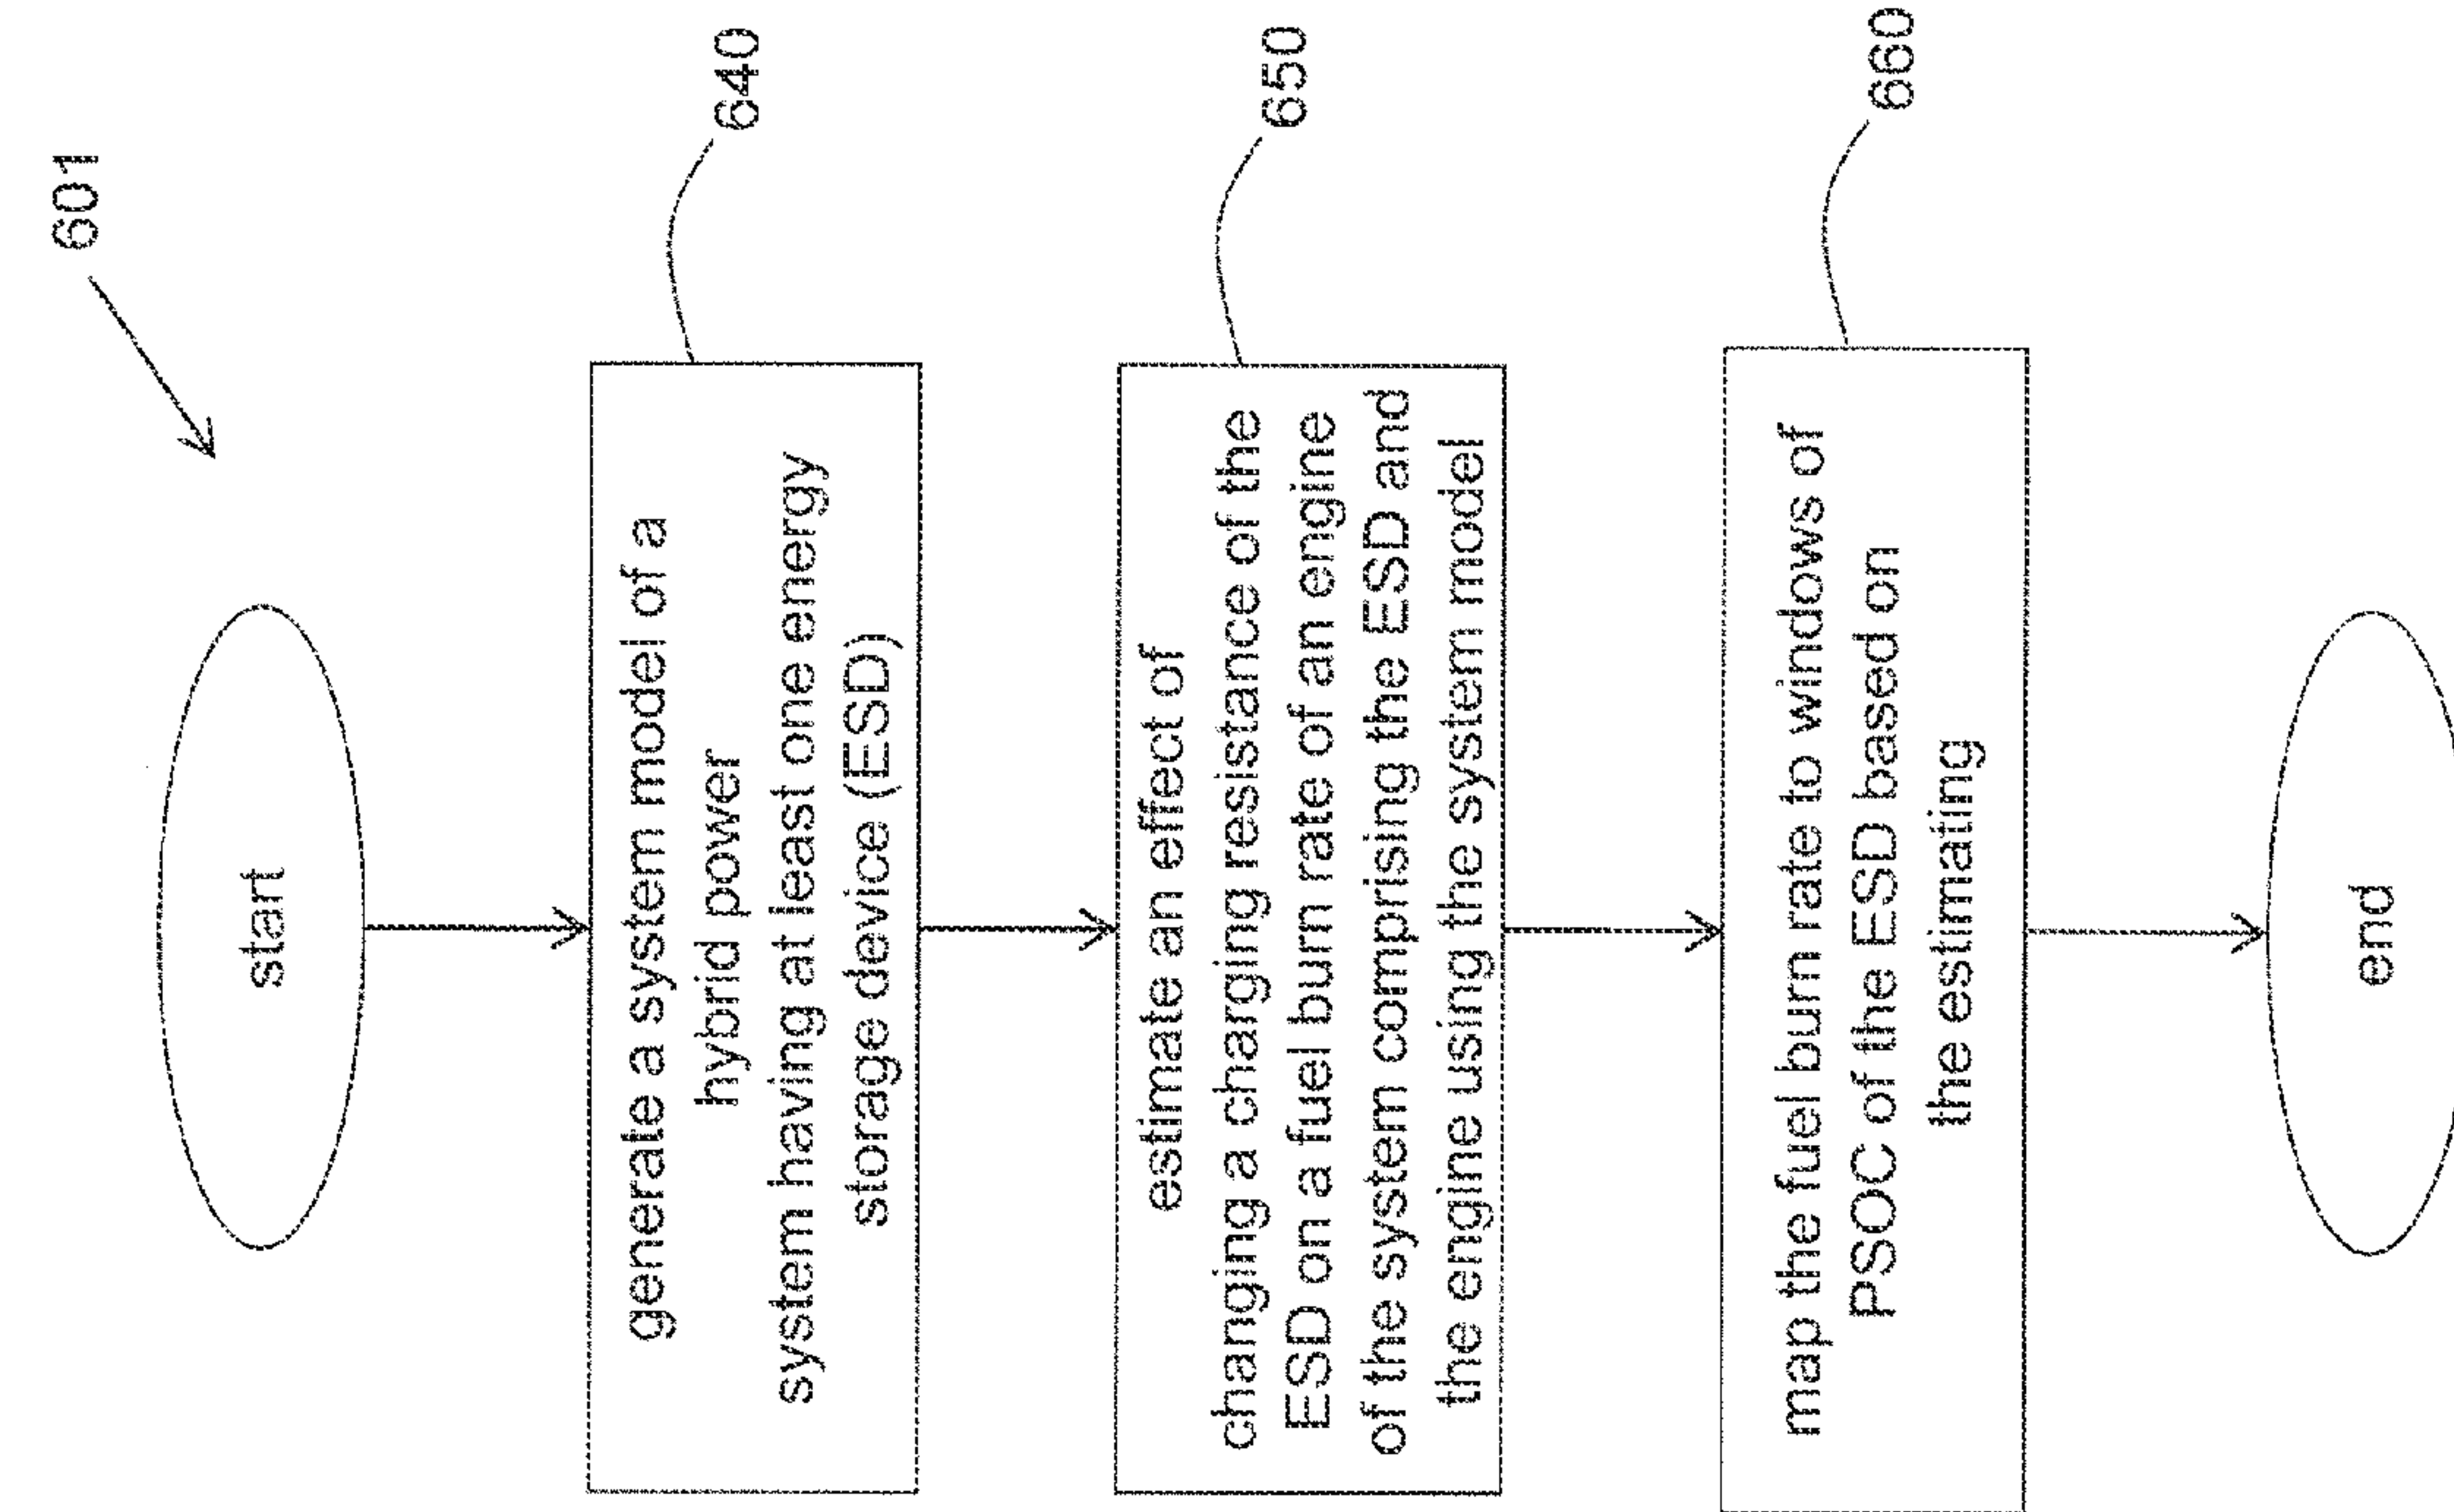 601
start
generate a system model of a
hybrid power
system having at least one energy
storage device (ESD)
640
estimate an effect of
changing a charging resistance of the
ESD on a fuel burn rate of an engine
of the system comprising the ESD and
the engine using the system model
650
map the fuel burn rate to windows of
PSOC of the ESD based on
the estimating
660
end